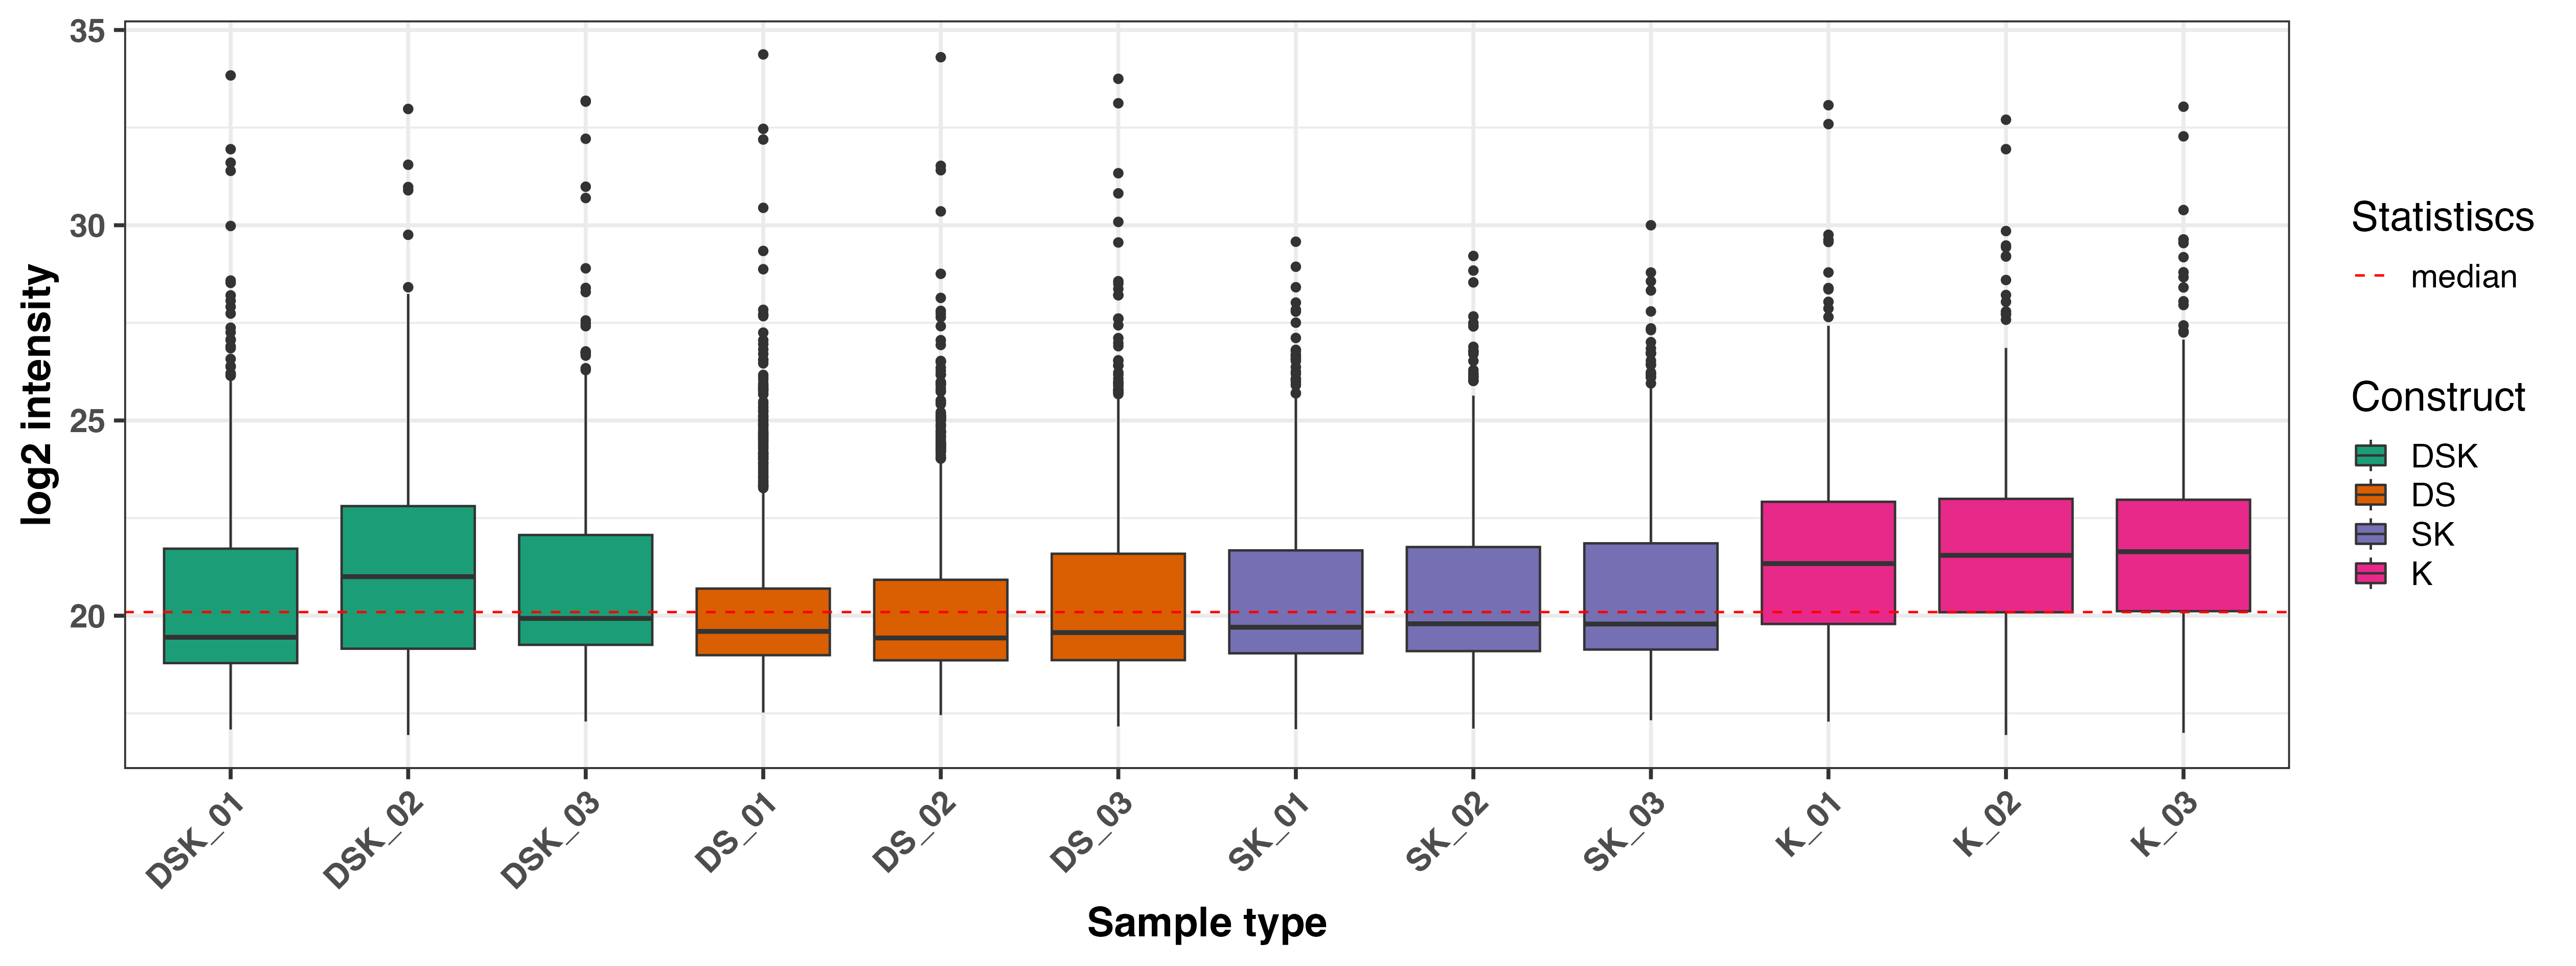 35
30
25
20
log2 intensity
DSK_01
DSK_02
DSK_03
DS_01
DS_02
DS_03
SK_01
SK_02
SK_03
K_01
K_02
K_03
Sample type
Statistiscs
median
Construct
DSK
DS
SK
K